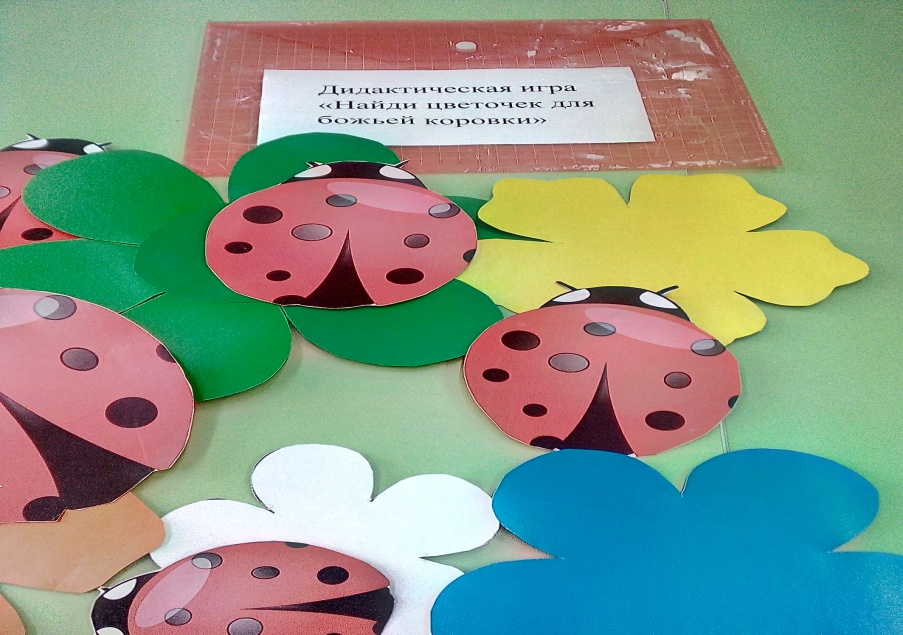 Дидактическая игра
«Найди цветочек для
божьей коровки»